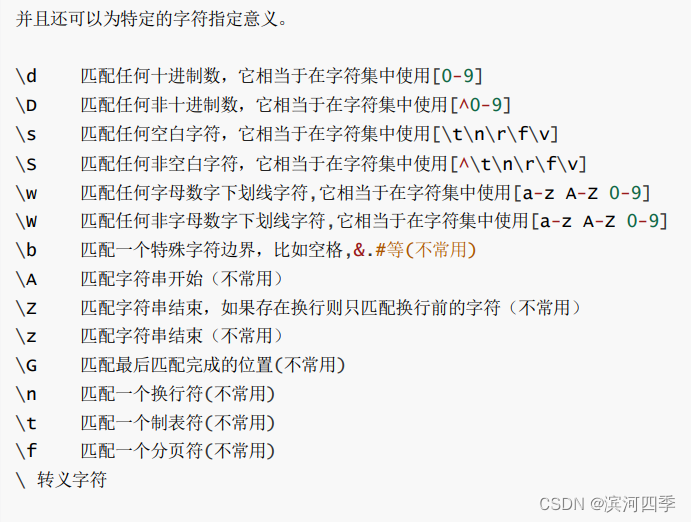 并且还可以为特定的字符指定意义。
\d 匹配任何十进制数，它相当于在字符集中使用[0-9]
\D 匹配任何非十进制数，它相当于在字符集中使用[^0-9]
\s 匹配任何空白字符，它相当于在字符集中使用[\t\n\r\f\v]
\S 匹配任何非空白字符，它相当于在字符集中使用[^\t\n\r\f\v]
\w 匹配任何字母数字下划线字符,它相当于在字符集中使用[a-z A-Z 0-9]
\W 匹配任何非字母数字下划线字符,它相当于在字符集中使用[a-z A-Z 0-9]
\b 匹配一个特殊字符边界，比如空格,&.#等(不常用)
\A 匹配字符串开始（不常用）
\Z 匹配字符串结束，如果存在换行则只匹配换行前的字符（不常用）
\z 匹配字符串结束（不常用）
\G 匹配最后匹配完成的位置(不常用)
\n 匹配一个换行符(不常用)
\t 匹配一个制表符(不常用)
\f 匹配一个分页符(不常用)
\ 转义字符
CSDN @滨河四季